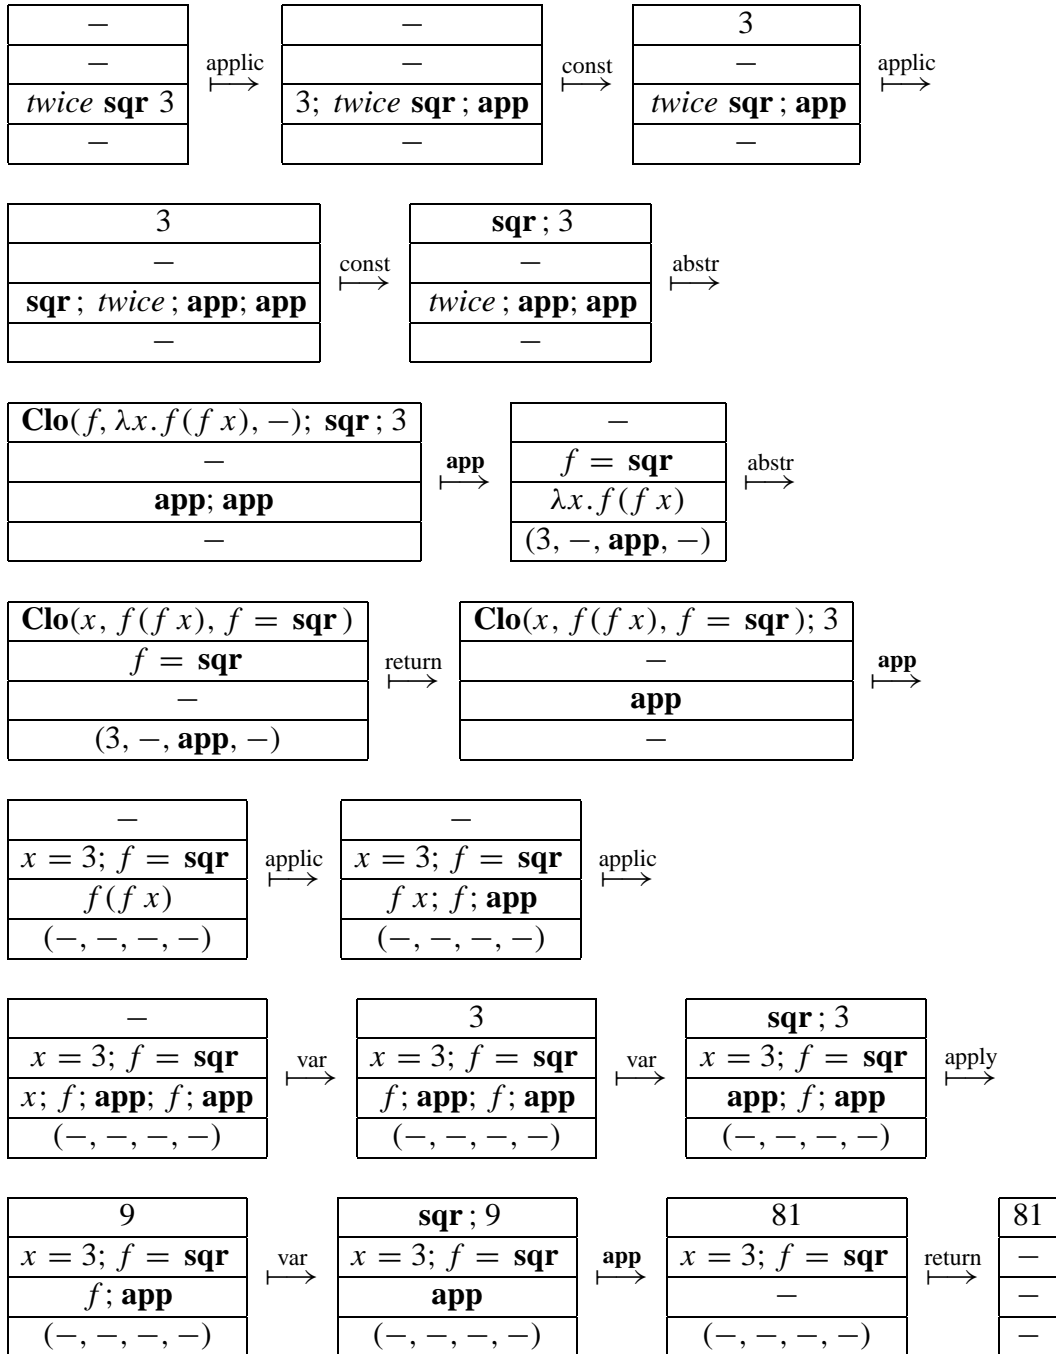 − − 3
− applic − const − applic
twice sqr 3 ⟼ 3; twice sqr ; app ⟼ twice sqr ; app ⟼
− − −
3 sqr ; 3
− const − abstr
sqr ; twice ; app; app ⟼ twice ; app; app ⟼
− −
Clo(f, λx.f(f x), −); sqr ; 3 −
− app f = sqr abstr
app; app ⟼ λx.f(f x) ⟼
− (3, −, app, −)
Clo(x, f(f x), f = sqr ) Clo(x, f(f x), f = sqr ); 3
f = sqr return − app
− ⟼ app ⟼
(3, −, app, −) −
− −
x = 3; f = sqr applic x = 3; f = sqr applic
f(f x) ⟼ f x; f; app ⟼
(−, −, −, −) (−, −, −, −)
− 3 sqr ; 3
x = 3; f = sqr var x = 3; f = sqr var x = 3; f = sqr apply
x; f; app; f; app ⟼ f; app; f; app ⟼ app; f; app ⟼
(−, −, −, −) (−, −, −, −) (−, −, −, −)
9 sqr ; 9 81 81
x = 3; f = sqr var x = 3; f = sqr app x = 3; f = sqr return −
f; app ⟼ app ⟼ − ⟼ −
(−, −, −, −) (−, −, −, −) (−, −, −, −) −